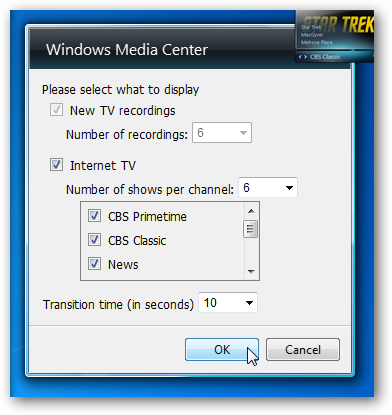 STAR TREK
Star Trek
MacGyver
Melrose Place
CBS Classic
Windows Media Center
Please select what to display
New TV recordings
Number of recordings: 6
Internet TV
Number of shows per channel: 6
CBS Primetime
CBS Classic
News
Transition time (in seconds) 10
OK
Cancel